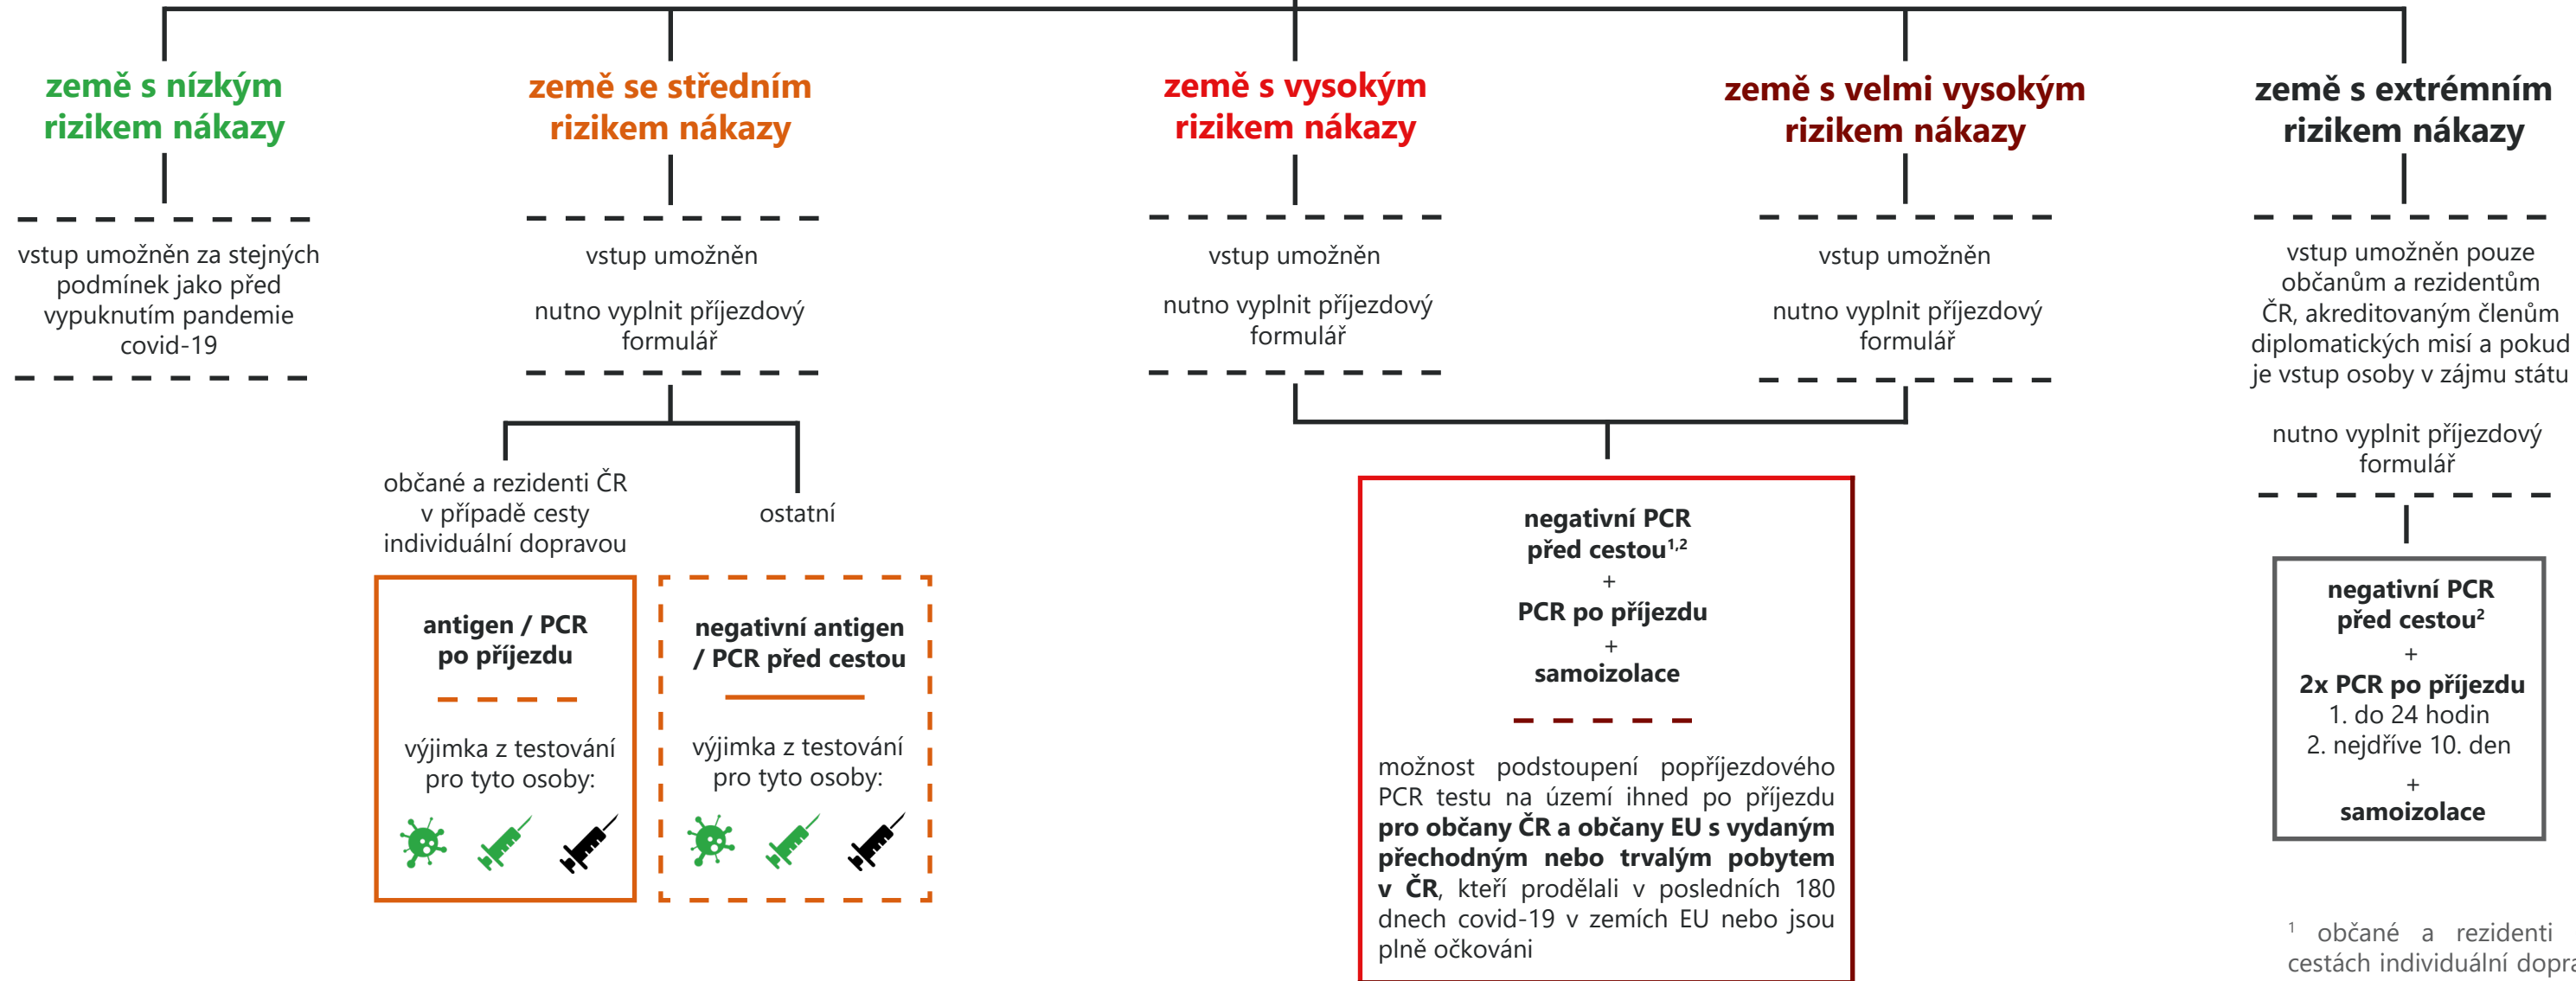 země s nízkým
rizikem nákazy
vstup umožněn za stejných
podmínek jako před
vypuknutím pandemie
covid-19
země se středním
rizikem nákazy
vstup umožněn
nutno vyplnit příjezdový
formulář
občané a rezidenti ČR
v případě cesty
individuální dopravou
antigen / PCR
po příjezdu
výjimka z testování
pro tyto osoby:
ostatní
negativní antigen
/ PCR před cestou
výjimka z testování
pro tyto osoby:
země s vysokým
rizikem nákazy
vstup umožněn
nutno vyplnit příjezdový
formulář
země s velmi vysokým
rizikem nákazy
vstup umožněn
nutno vyplnit příjezdový
formulář
negativní PCR
před cestou1,2
+
PCR po příjezdu
+
samoizolace
možnost podstoupení popříjezdového
PCR testu na území ihned po příjezdu
pro občany ČR a občany EU s vydaným
přechodným nebo trvalým pobytem
v ČR, kteří prodělali v posledních 180
dnech covid-19 v zemích EU nebo jsou
plně očkováni
země s extrémním
rizikem nákazy
vstup umožněn pouze
občanům a rezidentům
ČR, akreditovaným členům
diplomatických misí a pokud
je vstup osoby v zájmu státu
nutno vyplnit příjezdový
formulář
negativní PCR
před cestou2
+
2x PCR po příjezdu
1. do 24 hodin
2. nejdříve 10. den
+
samoizolace
1 občané a rezidenti
cestách individuální